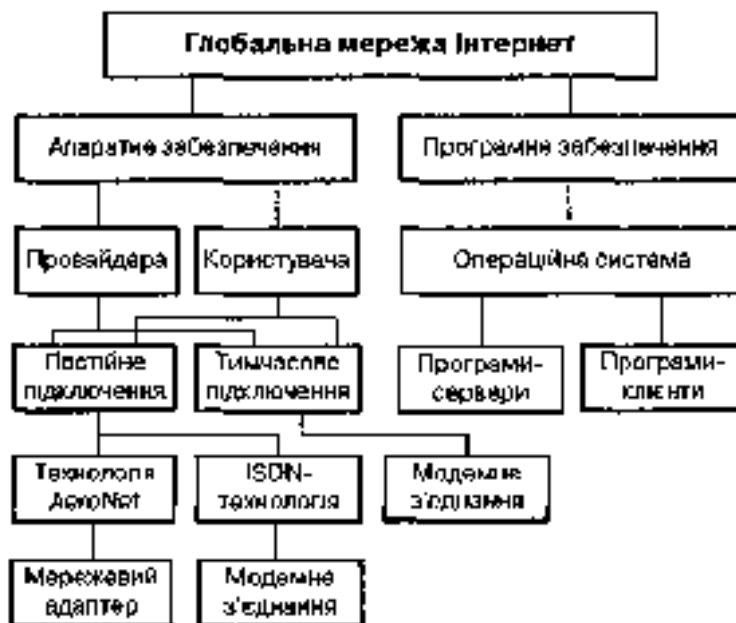 Глобальна мережа Інтернет
Апаратне забезпечення
Програмне забезпечення
Провайдера
Користувача
Операційна система
Постійне
підключення
Тимчасове
підключення
Програми-
сервери
Програми-
клієнти
Технологія
AeroNet
ISDN-
технологія
Модемне
з'єднання
Мережевий
адаптер
Модемне
з'єднання